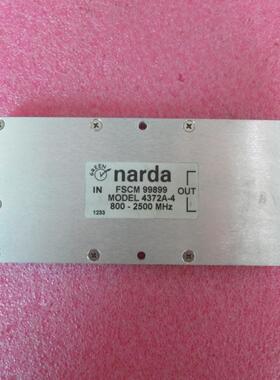 GREEN
narda
FSCM 99899
IN OUT
MODEL 4372A-4
800 - 2500 MHz
1233